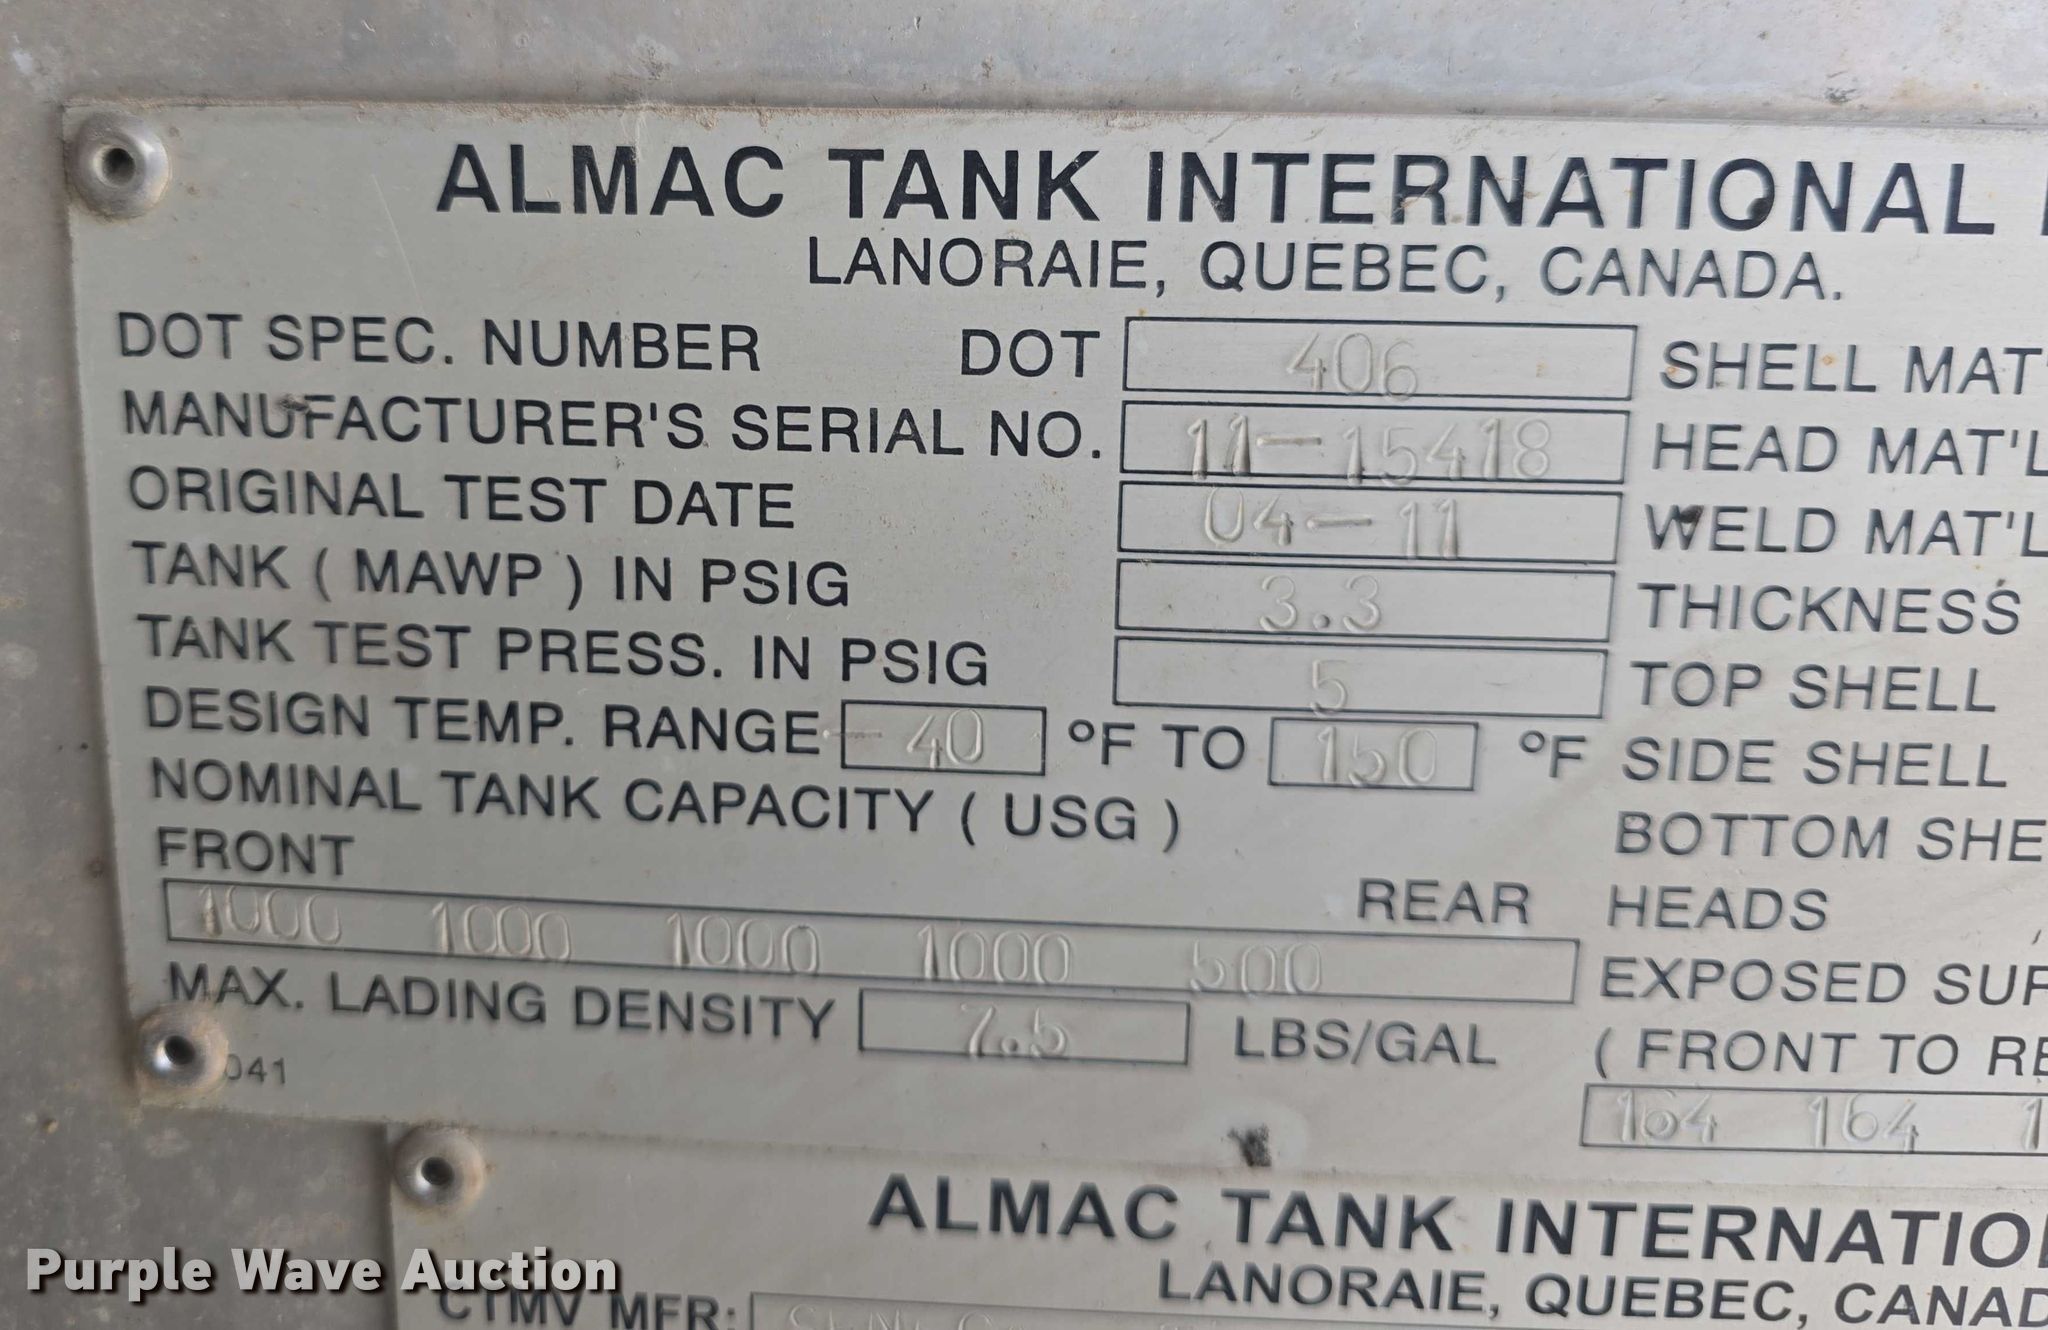 ALMAC TANK INTERNATIONAL
LANORAIE, QUEBEC, CANADA.
DOT SPEC. NUMBER DOT 406 SHELL MAT'
MANUFACTURER'S SERIAL NO. 11-15418 HEAD MAT'L
ORIGINAL TEST DATE 04-11 WELD MAT'L
TANK ( MAWP ) IN PSIG 3.3 THICKNESS
TANK TEST PRESS. IN PSIG 5 TOP SHELL
DESIGN TEMP. RANGE -40 °F TO 150 °F SIDE SHELL
NOMINAL TANK CAPACITY ( USG ) BOTTOM SHE
FRONT REAR HEADS
1000 1000 1000 1000 500 EXPOSED SUR
MAX. LADING DENSITY 7.5 LBS/GAL ( FRONT TO RE
041 164 164 1
ALMAC TANK INTERNATIO
LANORAIE, QUEBEC, CANAD
CTMV MFR:
Purple Wave Auction